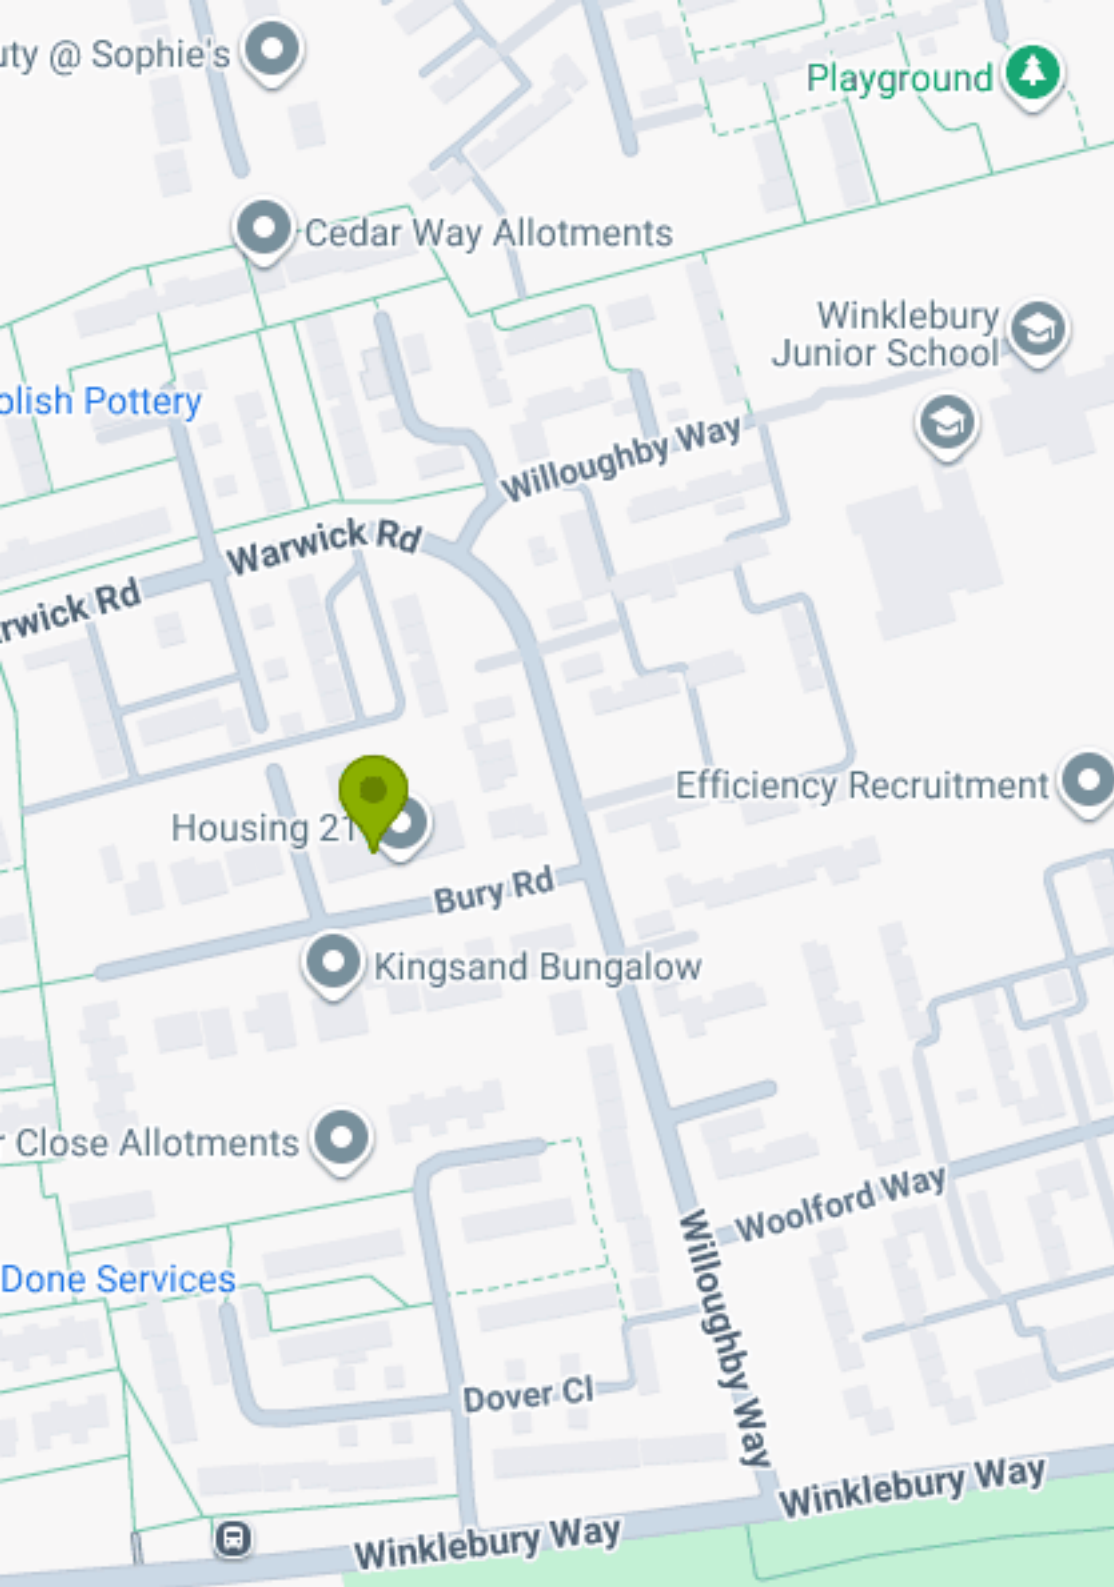 uty @ Sophie's
Playground
Cedar Way Allotments
Winklebury
Junior School
olish Pottery
Willoughby Way
Warwick Rd
rwick Rd
Efficiency Recruitment
Housing 21
Bury Rd
Kingsand Bungalow
r Close Allotments
Woolford Way
Willoughby Way
Done Services
Dover Cl
Winklebury Way
Winklebury Way